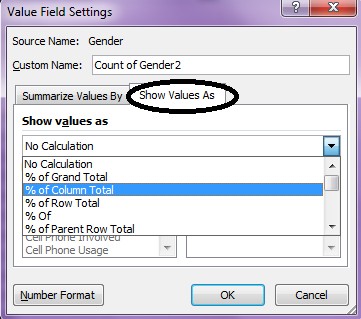 Value Field Settings
Source Name: Gender
Custom Name: Count of Gender2
Summarize Values By Show Values As
Show values as
No Calculation
No Calculation
% of Grand Total
% of Column Total
% of Row Total
% Of
% of Parent Row Total
Cell Phone Involved
Cell Phone Usage
Number Format OK Cancel